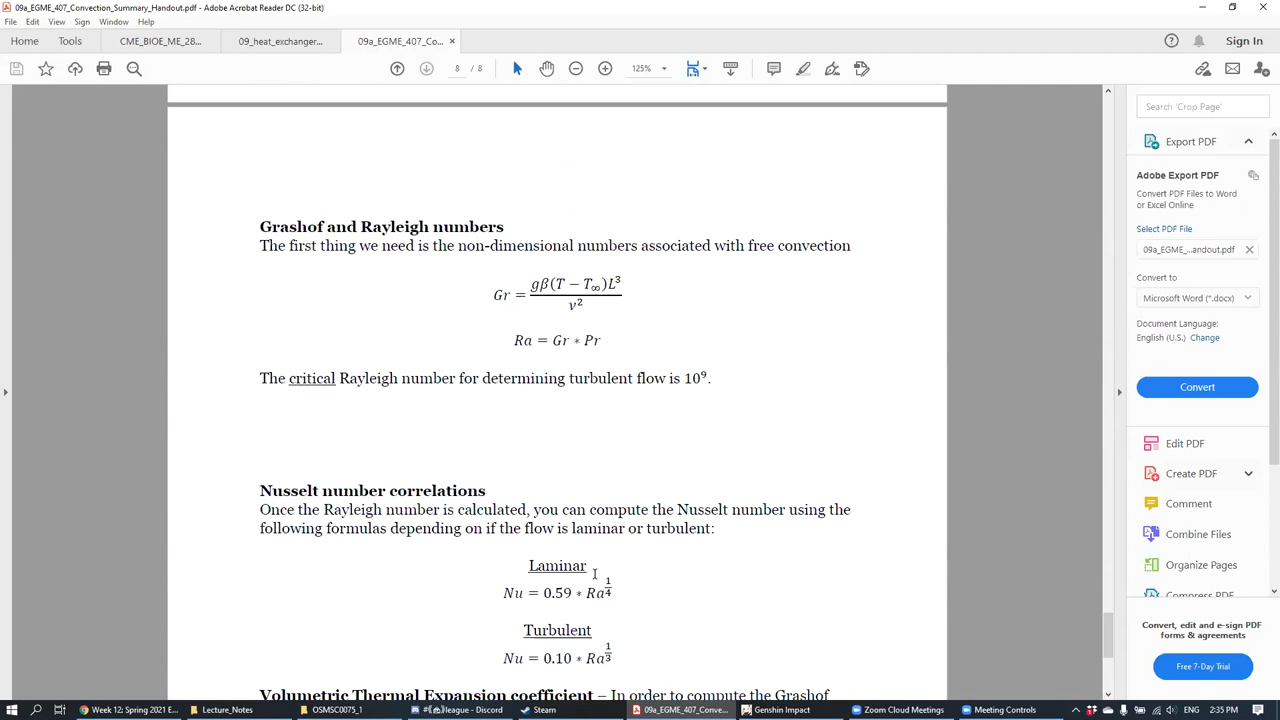 09a_EGME_407_Convection_Summary_Handout.pdf - Adobe Acrobat Reader DC (32-bit)
File Edit View Sign Window Help
Home Tools CME_BIOE_ME_28... 09_heat_exchanger... 09a_EGME_407_Co... Sign In
8 / 8 125%
Grashof and Rayleigh numbers
The first thing we need is the non-dimensional numbers associated with free convection
Gr = gβ(T − T∞)L³ / ν²
Ra = Gr ∗ Pr
The critical Rayleigh number for determining turbulent flow is 10⁹.
Nusselt number correlations
Once the Rayleigh number is calculated, you can compute the Nusselt number using the
following formulas depending on if the flow is laminar or turbulent:
Laminar
Nu = 0.59 ∗ Ra^(1/4)
Turbulent
Nu = 0.10 ∗ Ra^(1/3)
Volumetric Thermal Expansion coefficient – In order to compute the Grashof
Search 'Crop Page'
Export PDF
Adobe Export PDF
Convert PDF Files to Word
or Excel Online
Select PDF File
09a_EGME_...andout.pdf
Convert to
Microsoft Word (*.docx)
Document Language:
English (U.S.) Change
Convert
Edit PDF
Create PDF
Comment
Combine Files
Organize Pages
Compress PDF
Convert, edit and e-sign PDF
forms & agreements
Free 7-Day Trial
Week 12; Spring 2021 E... Lecture_Notes OSMSC0075_1 league - Discord Steam 09a_EGME_407_Conve... Genshin Impact Zoom Cloud Meetings Meeting Controls 2:35 PM